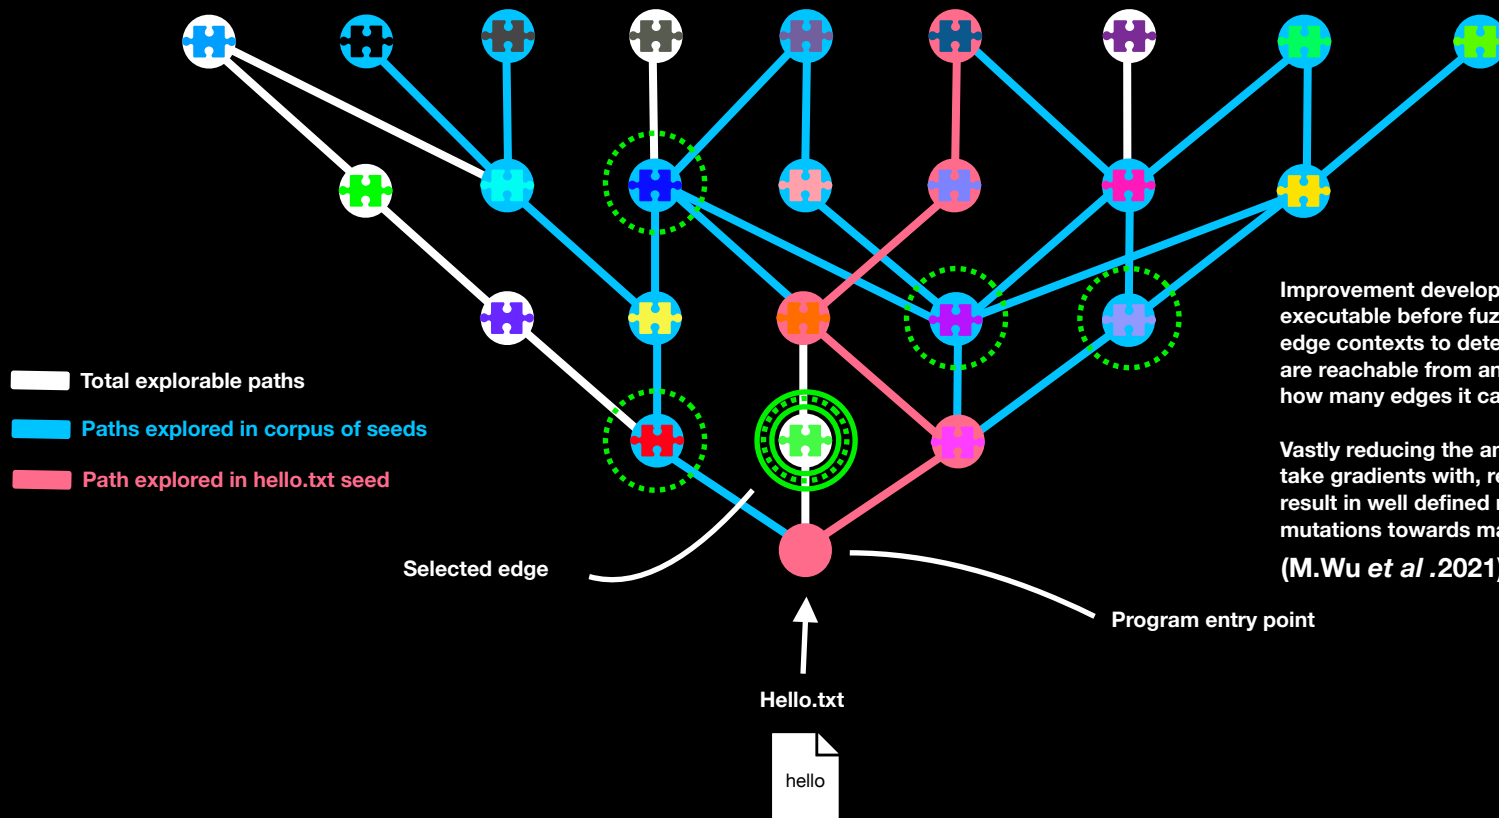 Improvement develop
executable before fuz
edge contexts to dete
are reachable from an
how many edges it ca
Vastly reducing the ar
take gradients with, re
result in well defined
mutations towards ma
(M.Wu et al .2021)
Total explorable paths
Paths explored in corpus of seeds
Path explored in hello.txt seed
Selected edge
Program entry point
Hello.txt
hello